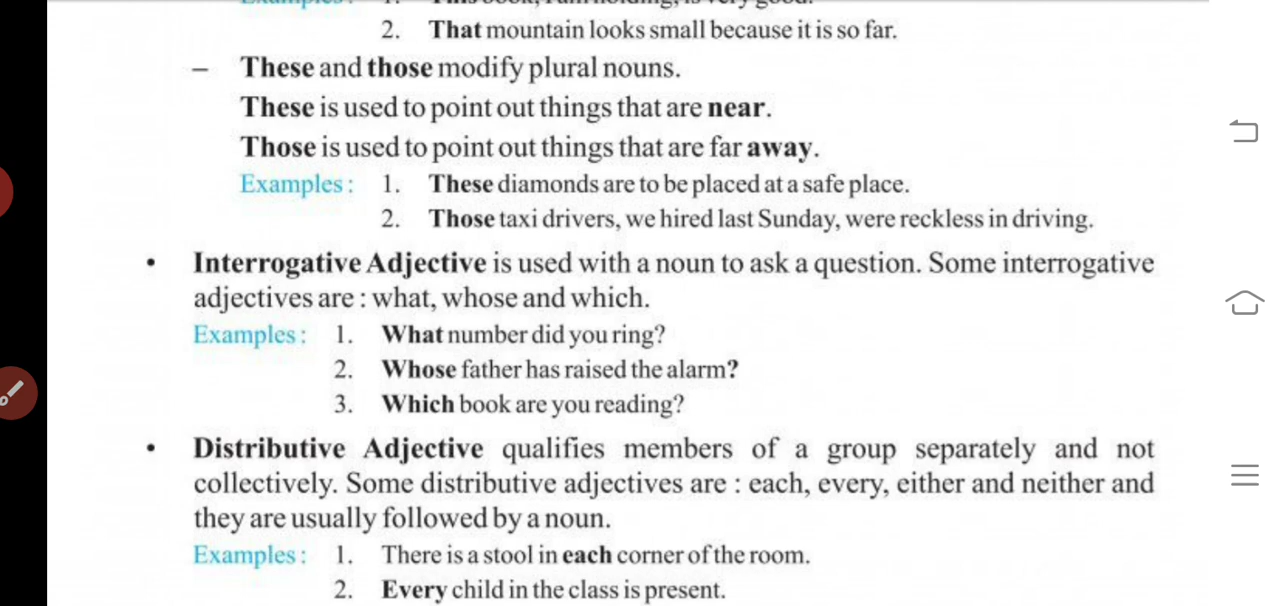 2. That mountain looks small because it is so far.
– These and those modify plural nouns.
These is used to point out things that are near.
Those is used to point out things that are far away.
Examples : 1. These diamonds are to be placed at a safe place.
2. Those taxi drivers, we hired last Sunday, were reckless in driving.
• Interrogative Adjective is used with a noun to ask a question. Some interrogative
adjectives are : what, whose and which.
Examples : 1. What number did you ring?
2. Whose father has raised the alarm?
3. Which book are you reading?
• Distributive Adjective qualifies members of a group separately and not
collectively. Some distributive adjectives are : each, every, either and neither and
they are usually followed by a noun.
Examples : 1. There is a stool in each corner of the room.
2. Every child in the class is present.